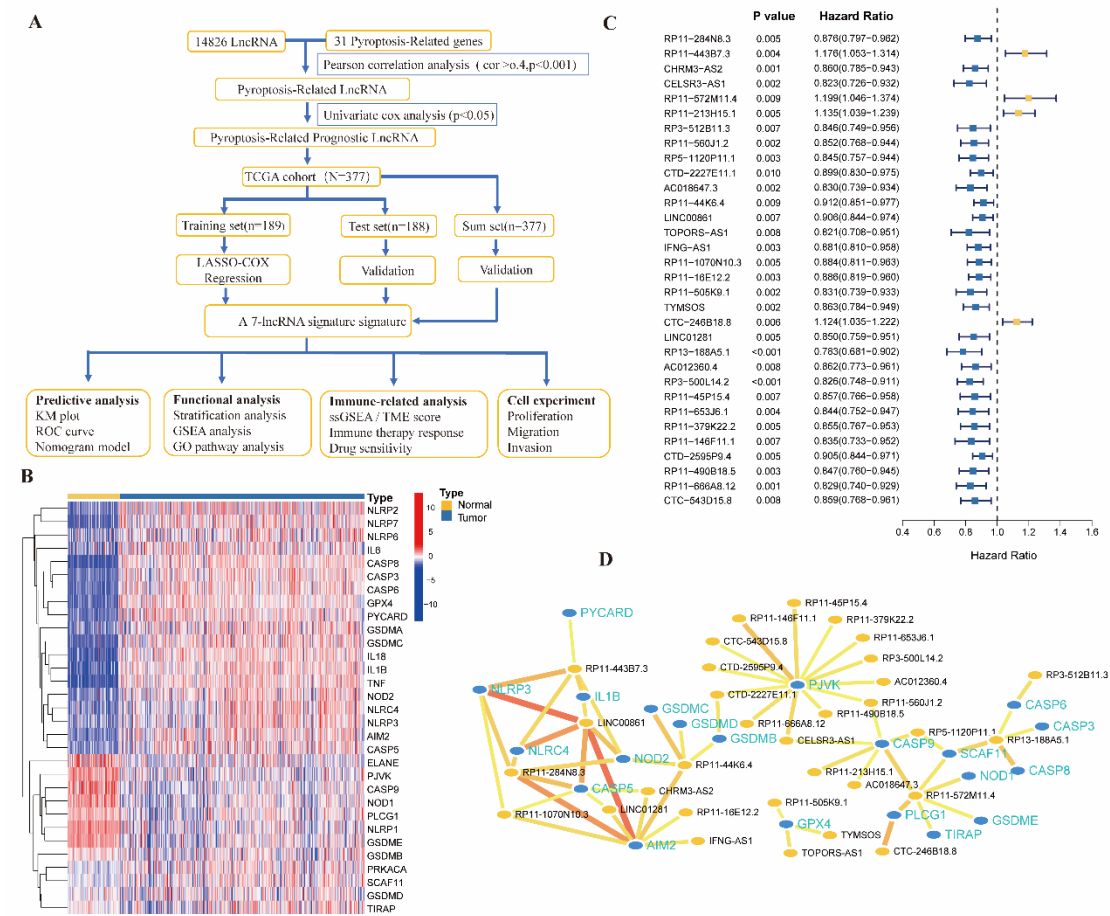 A
14826 LncRNA
31 Pyroptosis-Related genes
Pearson correlation analysis ( cor >o.4,p<0.001)
Pyroptosis-Related LncRNA
Univariate cox analysis (p<0.05)
Pyroptosis-Related Prognostic LncRNA
TCGA cohort (N=377)
Training set(n=189)
Test set(n=188)
Sum set(n=377)
LASSO-COX
Regression
Validation
Validation
A 7-lncRNA signature signature
Predictive analysis
KM plot
ROC curve
Nomogram model
Functional analysis
Stratification analysis
GSEA analysis
GO pathway analysis
Immune-related analysis
ssGSEA / TME score
Immune therapy response
Drug sensitivity
Cell experiment
Proliferation
Migration
Invasion
B
Type
NLRP2
NLRP7
NLRP6
IL6
CASP8
CASP3
CASP6
GPX4
PYCARD
GSDMA
GSDMC
IL18
IL1B
TNF
NOD2
NLRC4
NLRP3
AIM2
CASP5
ELANE
PJVK
CASP9
NOD1
PLCG1
NLRP1
GSDME
GSDMB
PRKACA
SCAF11
GSDMD
TIRAP
10
5
0
−5
−10
Type
Normal
Tumor
C
P value Hazard Ratio
RP11−284N8.3 0.005 0.876(0.797−0.962)
RP11−443B7.3 0.004 1.176(1.053−1.314)
CHRM3−AS2 0.001 0.860(0.785−0.943)
CELSR3−AS1 0.002 0.823(0.726−0.932)
RP11−572M11.4 0.009 1.199(1.046−1.374)
RP11−213H15.1 0.005 1.135(1.039−1.239)
RP3−512B11.3 0.007 0.846(0.749−0.956)
RP11−560J1.2 0.002 0.852(0.768−0.944)
RP5−1120P11.1 0.003 0.845(0.757−0.944)
CTD−2227E11.1 0.010 0.899(0.830−0.975)
AC018647.3 0.002 0.830(0.739−0.934)
RP11−44K6.4 0.009 0.912(0.851−0.977)
LINC00861 0.007 0.906(0.844−0.974)
TOPORS−AS1 0.008 0.821(0.708−0.951)
IFNG−AS1 0.003 0.881(0.810−0.958)
RP11−1070N10.3 0.005 0.884(0.811−0.963)
RP11−16E12.2 0.003 0.886(0.819−0.960)
RP11−505K9.1 0.002 0.831(0.739−0.933)
TYMSOS 0.002 0.863(0.784−0.949)
CTC−246B18.8 0.006 1.124(1.035−1.222)
LINC01281 0.005 0.850(0.759−0.951)
RP13−188A5.1 <0.001 0.783(0.681−0.902)
AC012360.4 0.008 0.862(0.773−0.961)
RP3−500L14.2 <0.001 0.826(0.748−0.911)
RP11−45P15.4 0.007 0.857(0.766−0.958)
RP11−653J6.1 0.004 0.844(0.752−0.947)
RP11−379K22.2 0.005 0.855(0.767−0.953)
RP11−146F11.1 0.007 0.835(0.733−0.952)
CTD−2595P9.4 0.005 0.905(0.844−0.971)
RP11−490B18.5 0.003 0.847(0.760−0.945)
RP11−666A8.12 0.001 0.829(0.740−0.929)
CTC−543D15.8 0.008 0.859(0.768−0.961)
0.4 0.6 0.8 1.0 1.2 1.4
Hazard Ratio
D
PYCARD
RP11-45P15.4
RP11-146F11.1
RP11-379K22.2
CTC-543D15.8
RP11-653J6.1
CTD-2595P9.4
RP3-500L14.2
RP11-443B7.3
NLRP3
PJVK
AC012360.4
RP3-512B11.3
IL1B
CTD-2227E11.1
RP11-560J1.2
GSDMC
RP11-490B18.5
CASP6
LINC00861
GSDMD
RP11-666A8.12
RP5-1120P11.1
CASP3
GSDMB
CELSR3-AS1
CASP9
RP13-188A5.1
NLRC4
NOD2
SCAF11
RP11-44K6.4
RP11-284N8.3
RP11-213H15.1
NOD1
CASP8
CASP5
CHRM3-AS2
AC018647.3
RP11-572M11.4
LINC01281
RP11-505K9.1
RP11-1070N10.3
RP11-16E12.2
GPX4
PLCG1
GSDME
TYMSOS
TIRAP
AIM2
IFNG-AS1
TOPORS-AS1
CTC-246B18.8